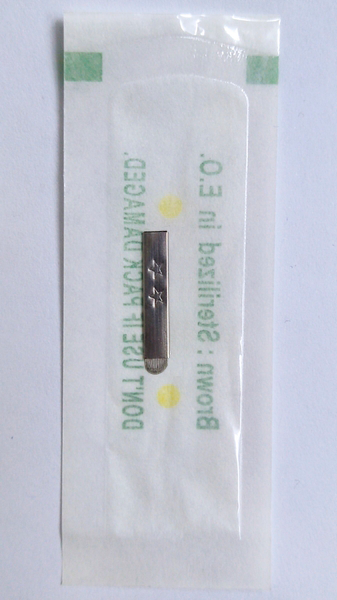 DON'T USE IF PACK DAMAGED.
Brown : Sterilized in E.O.